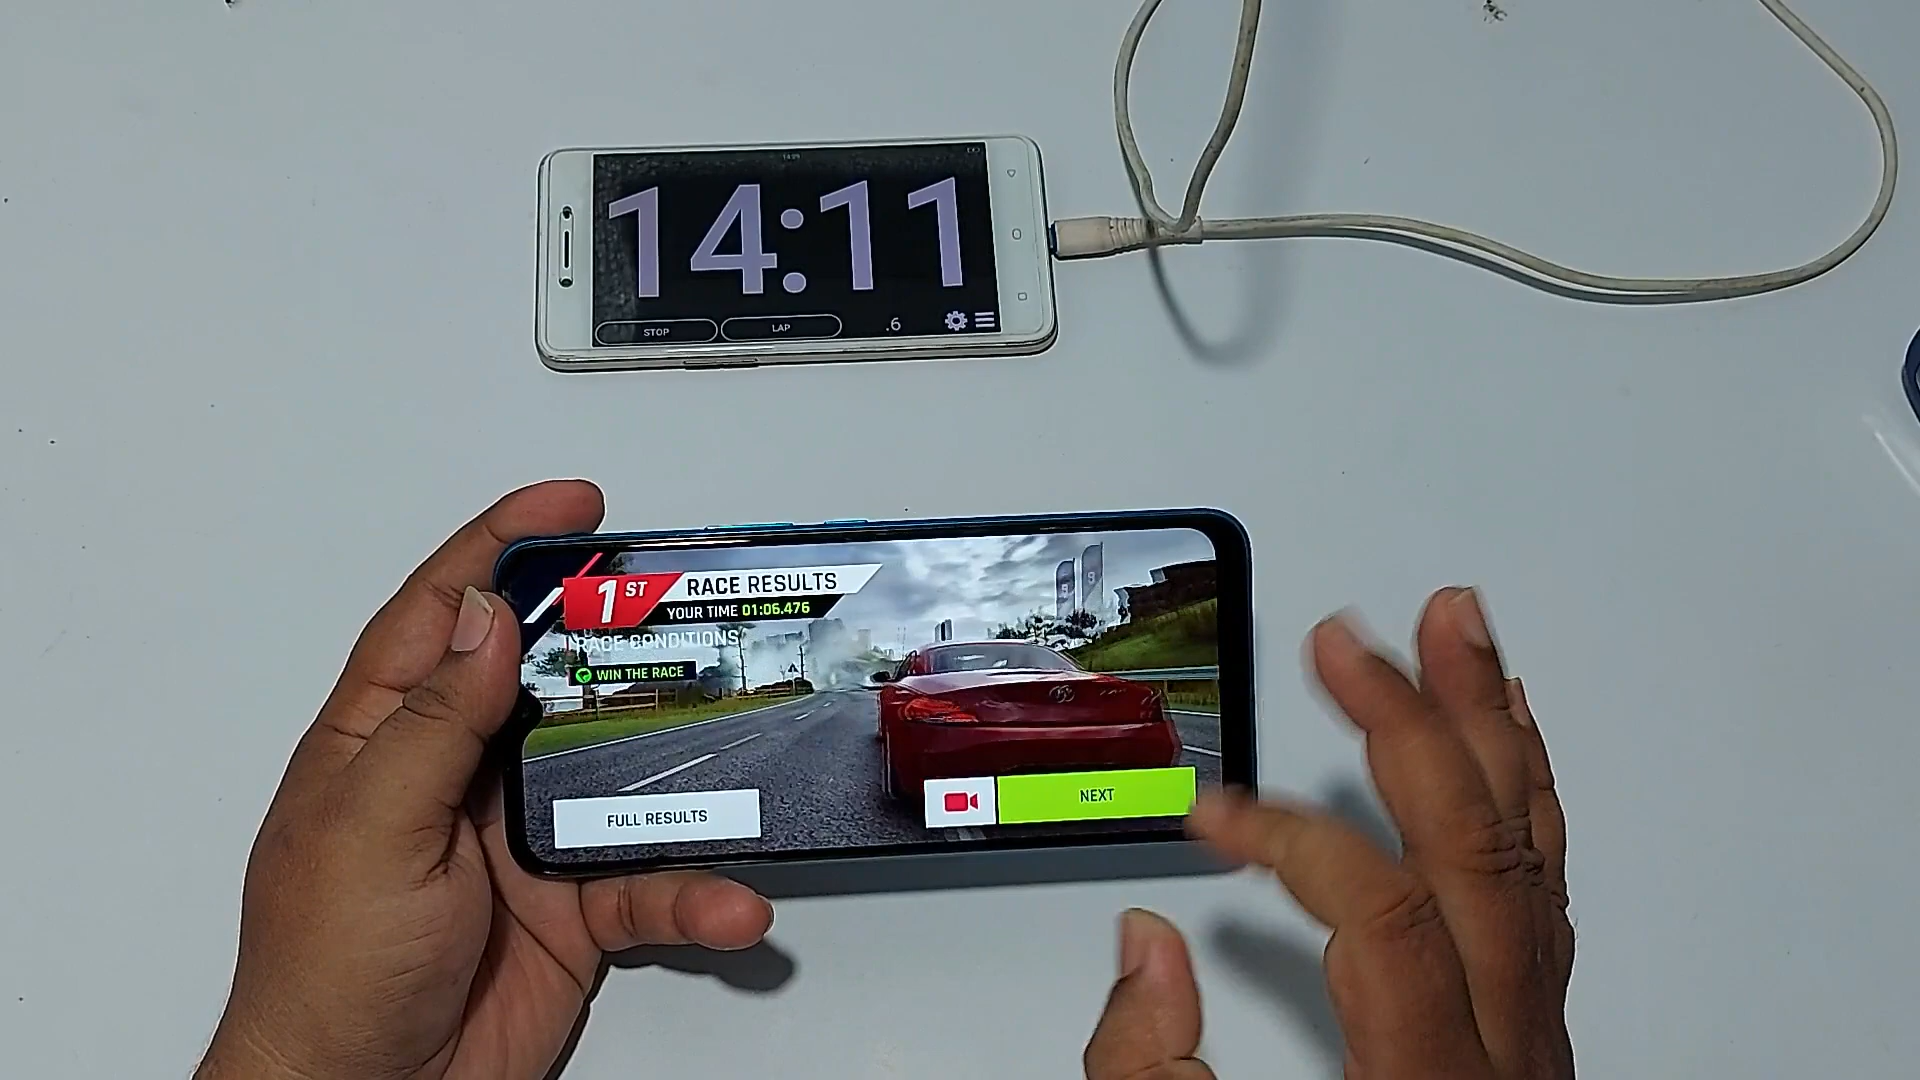 14:11
STOP
LAP
.6
1ST
RACE RESULTS
YOUR TIME 01:06.476
RACE CONDITIONS
WIN THE RACE
FULL RESULTS
NEXT